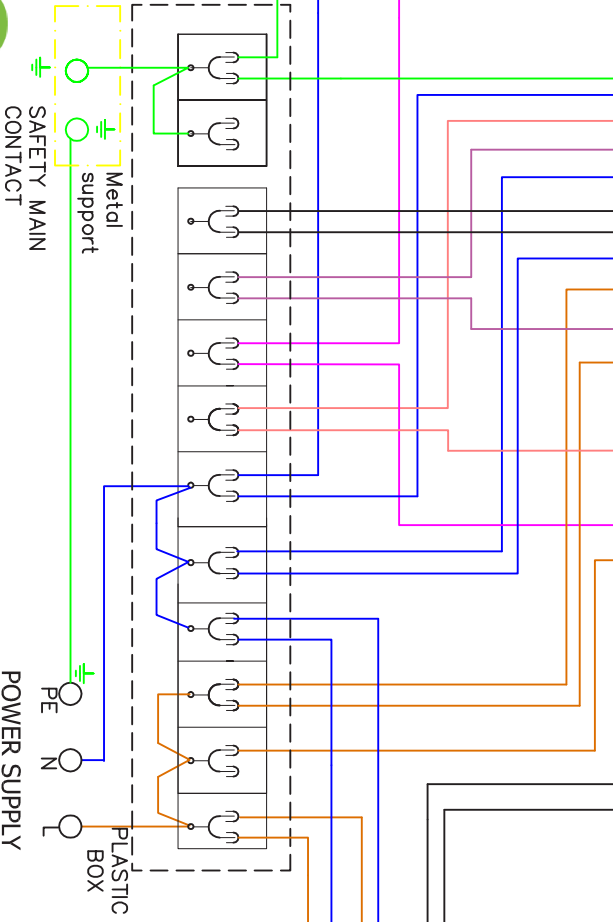 SAFETY MAIN
CONTACT
Metal
support
PE
N
L
POWER SUPPLY
PLASTIC
BOX